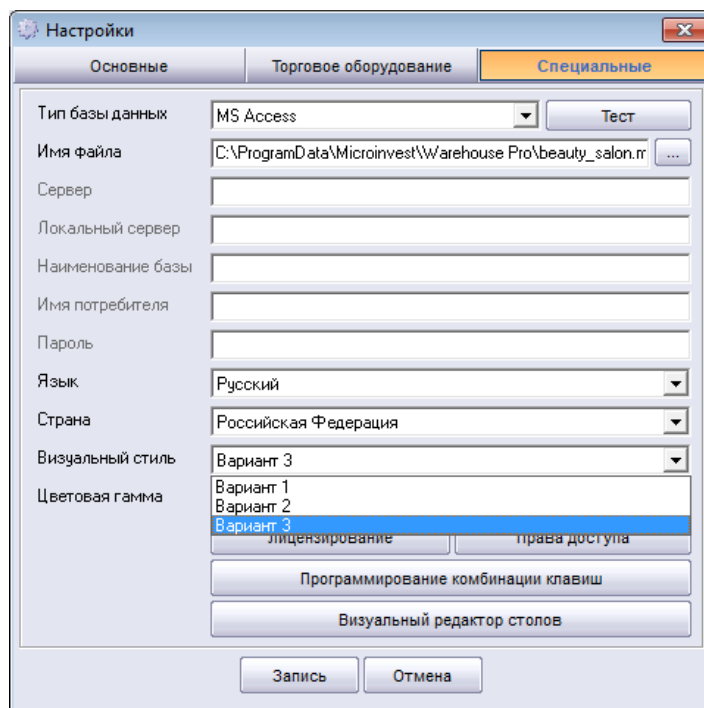 Настройки
Основные Торговое оборудование Специальные
Тип базы данных MS Access Тест
Имя файла C:\ProgramData\Microinvest\Warehouse Pro\beauty_salon.m ...
Сервер
Локальный сервер
Наименование базы
Имя потребителя
Пароль
Язык Русский
Страна Российская Федерация
Визуальный стиль Вариант 3
Цветовая гамма Вариант 1
Вариант 2
Вариант 3
Лицензирование Права доступа
Программирование комбинации клавиш
Визуальный редактор столов
Запись Отмена